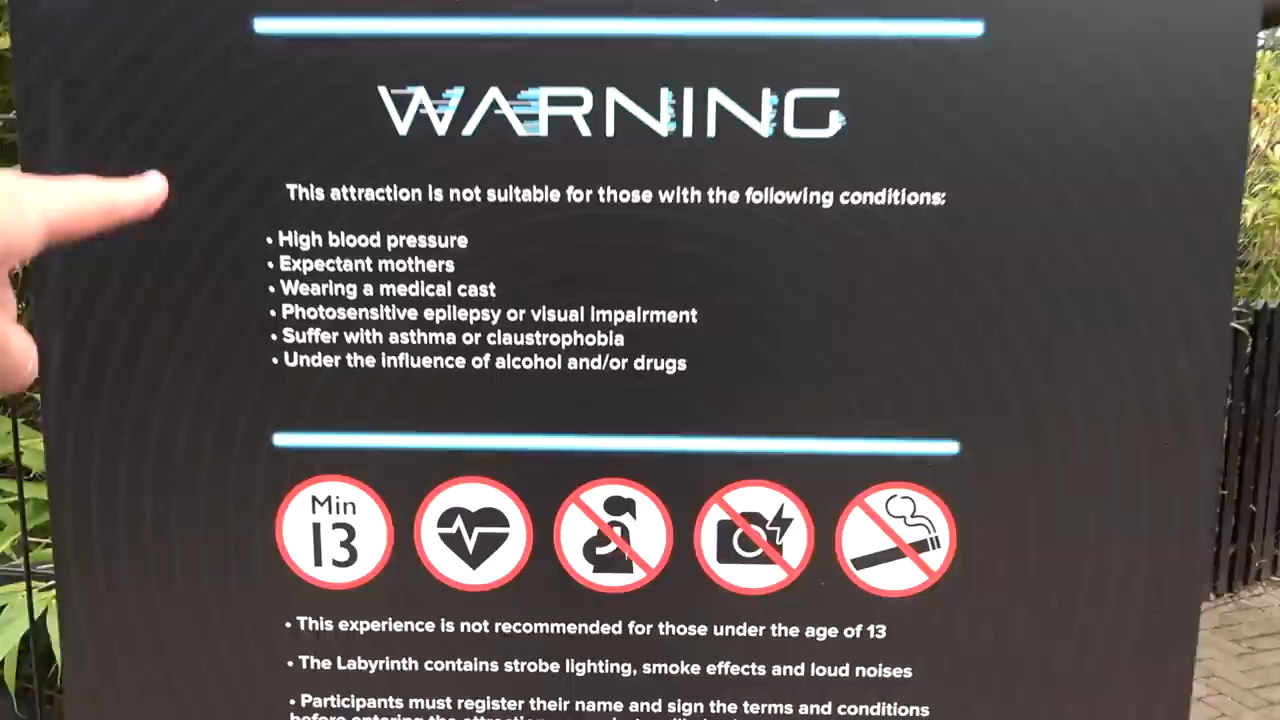 WARNING
This attraction is not suitable for those with the following conditions:
• High blood pressure
• Expectant mothers
• Wearing a medical cast
• Photosensitive epilepsy or visual impairment
• Suffer with asthma or claustrophobia
• Under the influence of alcohol and/or drugs
Min
13
• This experience is not recommended for those under the age of 13
• The Labyrinth contains strobe lighting, smoke effects and loud noises
• Participants must register their name and sign the terms and conditions
before entering the